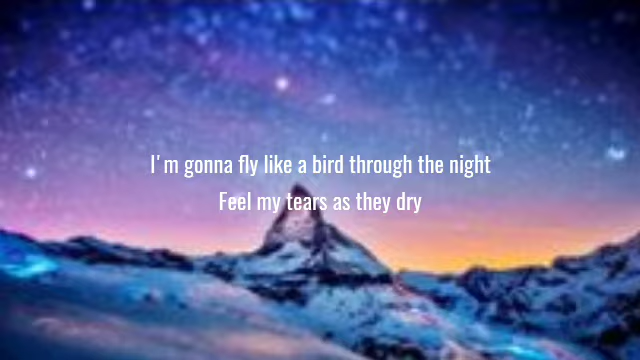 I'm gonna fly like a bird through the night
Feel my tears as they dry